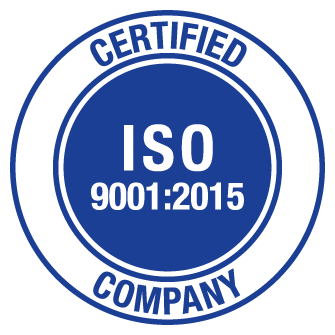 CERTIFIED
ISO
9001:2015
COMPANY